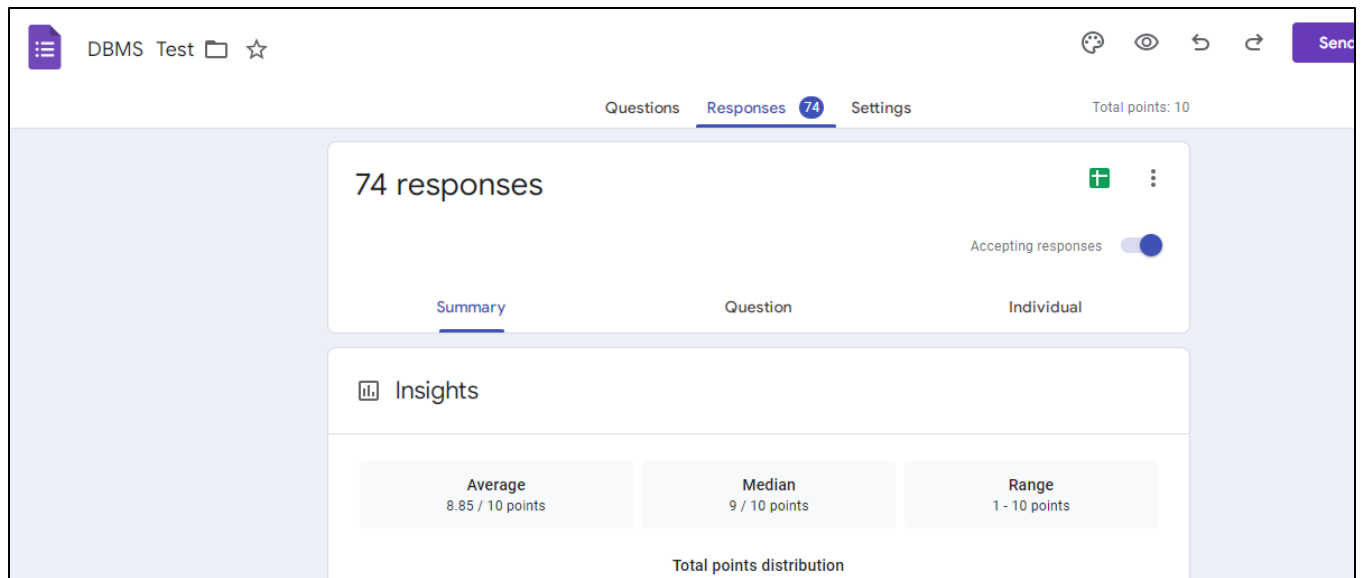 DBMS Test
Send
Questions Responses 74 Settings Total points: 10
74 responses
Accepting responses
Summary Question Individual
Insights
Average Median Range
8.85 / 10 points 9 / 10 points 1 - 10 points
Total points distribution